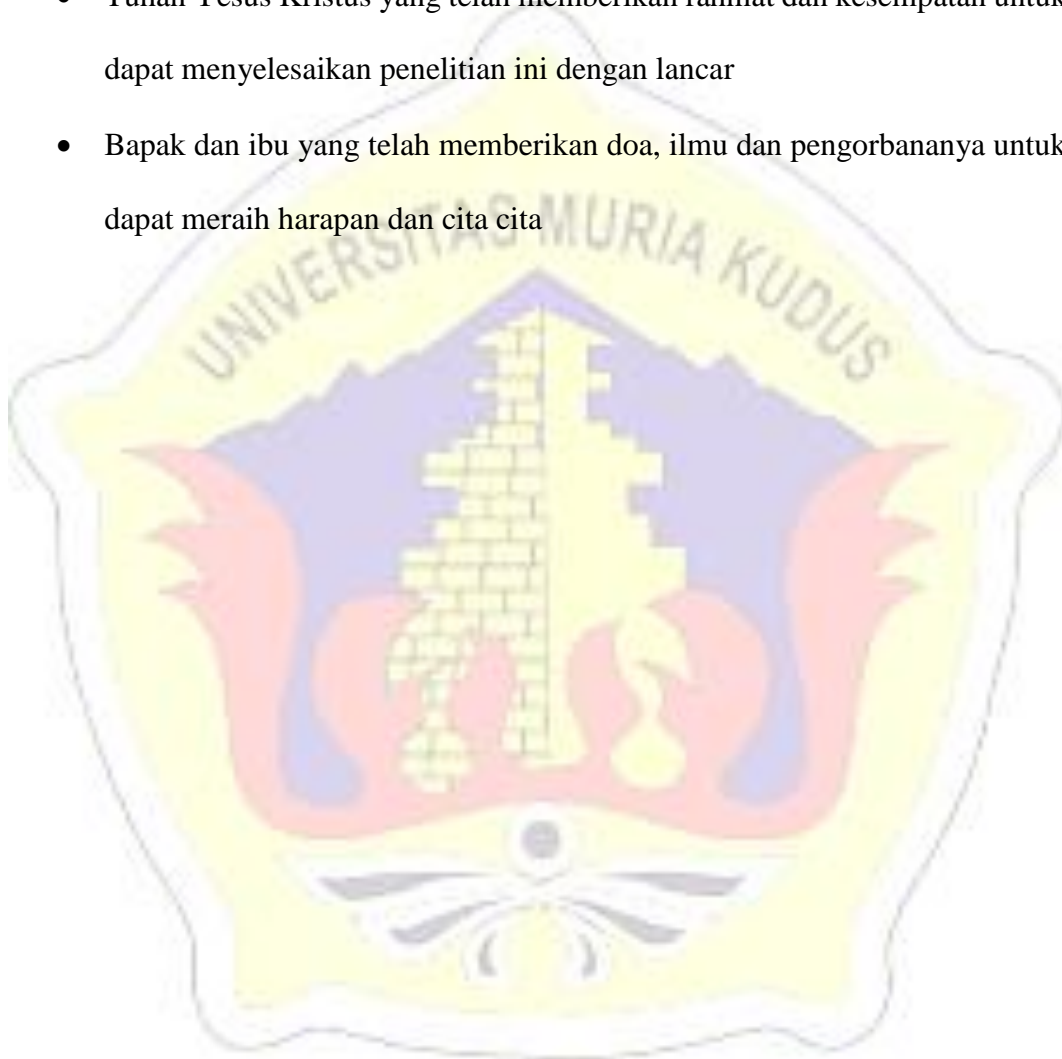 • Tuhan Yesus Kristus yang telah memberikan rahmat dan kesempatan untuk
dapat menyelesaikan penelitian ini dengan lancar
• Bapak dan ibu yang telah memberikan doa, ilmu dan pengorbananya untuk
dapat meraih harapan dan cita cita
UNIVERSITAS MURIA KUDUS